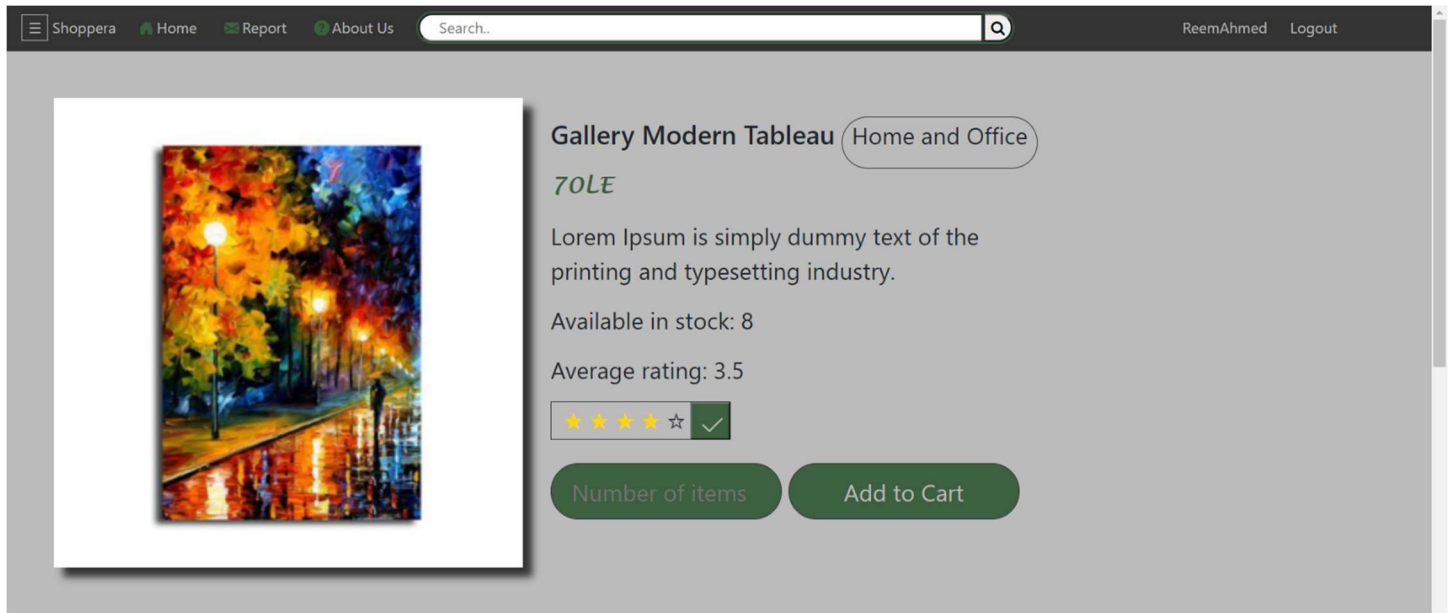 Shoppera Home Report About Us Search.. ReemAhmed Logout
Gallery Modern Tableau Home and Office
70LE
Lorem Ipsum is simply dummy text of the
printing and typesetting industry.
Available in stock: 8
Average rating: 3.5
Number of items Add to Cart